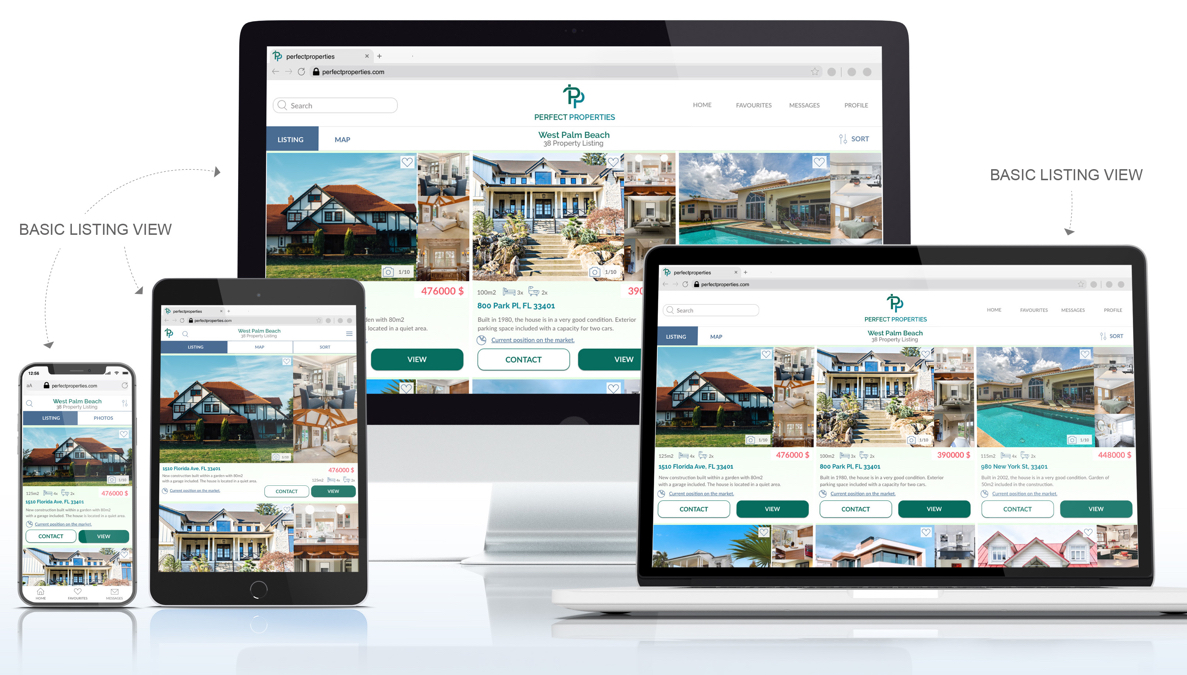 perfectproperties
perfectproperties.com
Search
PERFECT PROPERTIES
HOME
FAVOURITES
MESSAGES
PROFILE
LISTING
MAP
West Palm Beach
38 Property Listing
SORT
1/10
1/10
476000 $
en with 80m2
located in a quiet area.
VIEW
100m2 3x 2x
390
800 Park Pl, FL 33401
Built in 1980, the house is in a very good condition. Exterior
parking space included with a capacity for two cars.
Current position on the market.
CONTACT
VIEW
BASIC LISTING VIEW
BASIC LISTING VIEW
12:06
AA
perfectproperties.com
West Palm Beach
38 Property Listing
LISTING
PHOTOS
1/10
125m2 4x 2x
476000 $
1510 Florida Ave, FL 33401
New construction built within a garden with 80m2
with a garage included. The house is located in a quiet area.
Current position on the market.
CONTACT
VIEW
HOME
FAVOURITES
MESSAGES
perfectproperties
perfectproperties.com
West Palm Beach
38 Property Listing
LISTING
MAP
SORT
1/10
1510 Florida Ave, FL 33401
476000 $
New construction built within a garden with 80m2
with a garage included. The house is located in a quiet area.
125m2 4x 2x
Current position on the market.
CONTACT
VIEW
perfectproperties
perfectproperties.com
Search
PERFECT PROPERTIES
HOME
FAVOURITES
MESSAGES
PROFILE
LISTING
MAP
West Palm Beach
38 Property Listing
SORT
1/10
1/10
1/10
125m2 4x 2x
476000 $
1510 Florida Ave, FL 33401
New construction built within a garden with 80m2
with a garage included. The house is located in a quiet area.
Current position on the market.
CONTACT
VIEW
100m2 3x 2x
390000 $
800 Park Pl, FL 33401
Built in 1980, the house is in a very good condition. Exterior
parking space included with a capacity for two cars.
Current position on the market.
CONTACT
VIEW
115m2
448000 $
980 New York St, 33401
Built in 2002, the house is in a very good condition. Garden of
30m2 included in the construction.
Current position on the market.
CONTACT
VIEW